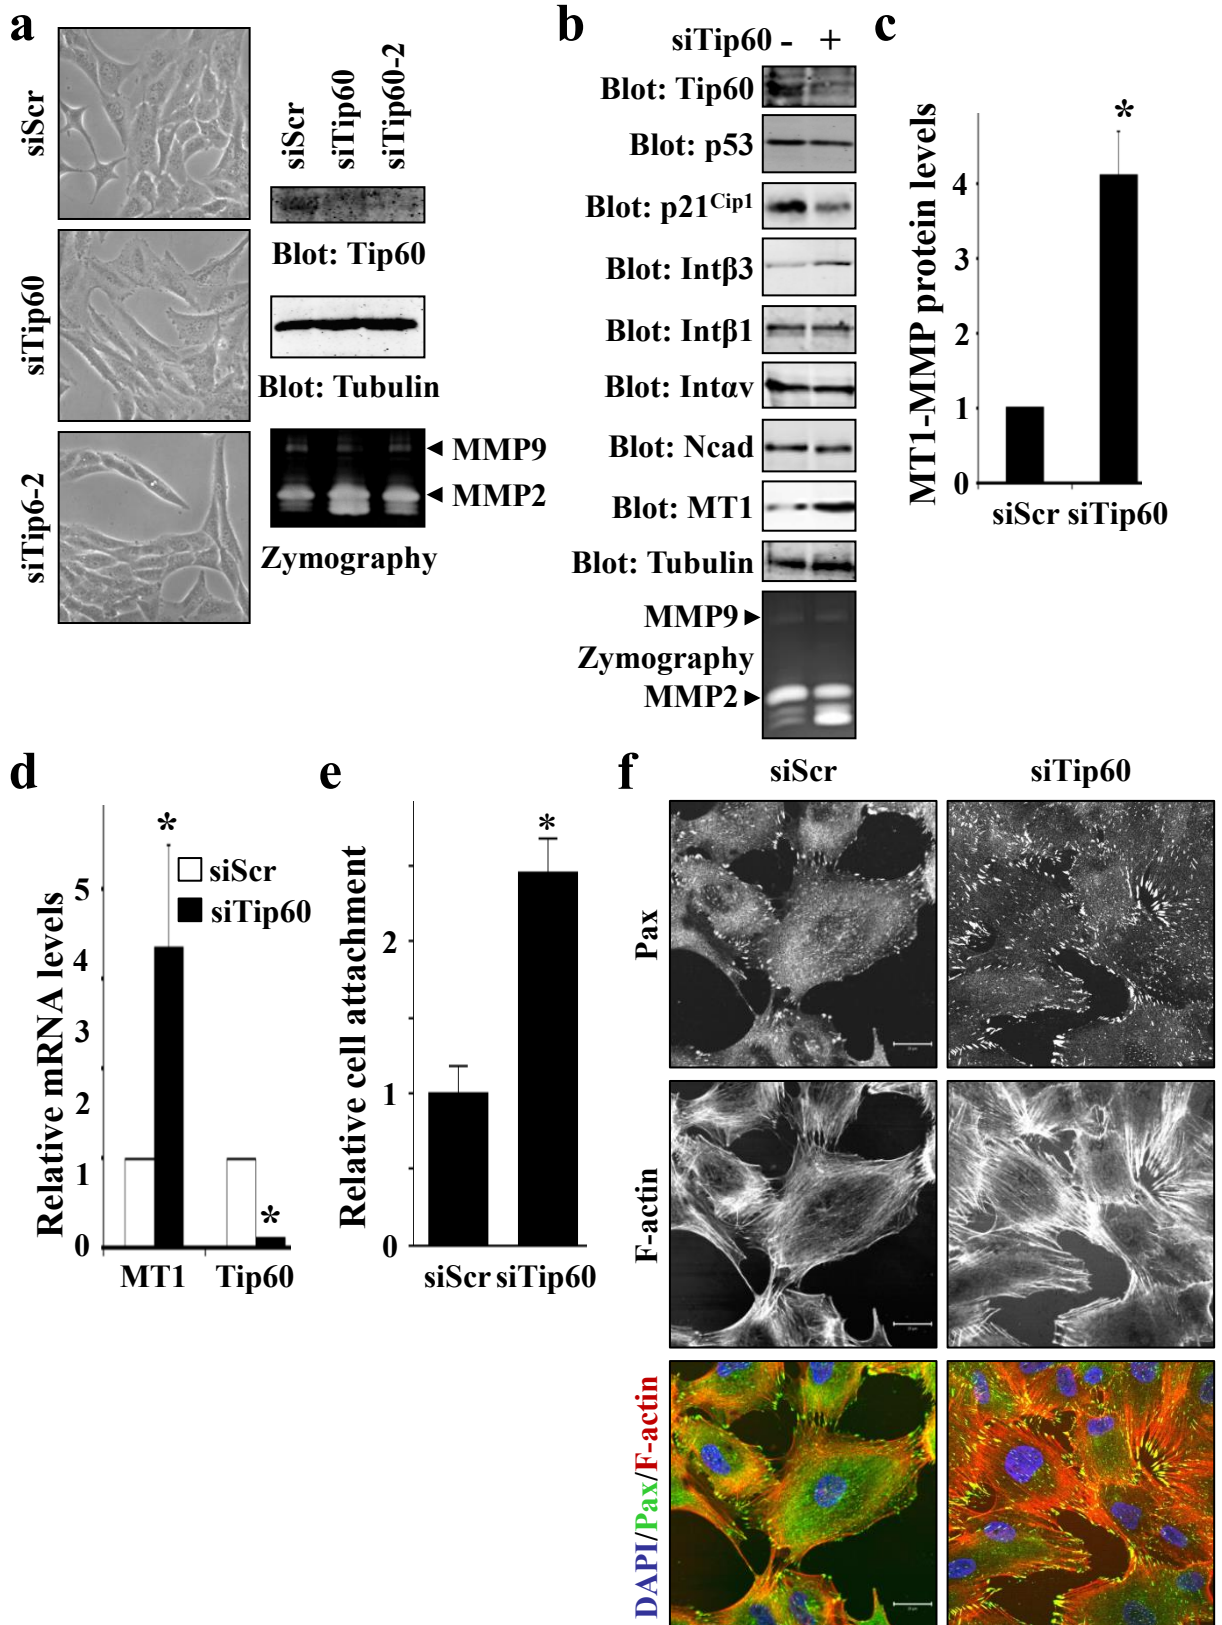 a
siScr
siTip60
siTip6-2
siScr
siTip60
siTip60-2
Blot: Tip60
Blot: Tubulin
MMP9
MMP2
Zymography
b
siTip60 - +
Blot: Tip60
Blot: p53
Blot: p21Cip1
Blot: Intβ3
Blot: Intβ1
Blot: Intαv
Blot: Ncad
Blot: MT1
Blot: Tubulin
MMP9
Zymography
MMP2
c
MT1-MMP protein levels
*
4
3
2
1
0
siScr siTip60
d
Relative mRNA levels
*
siScr
siTip60
5
4
3
2
1
0
*
MT1 Tip60
e
Relative cell attachment
*
2
1
0
siScr siTip60
f
siScr siTip60
Pax
F-actin
DAPI/Pax/F-actin